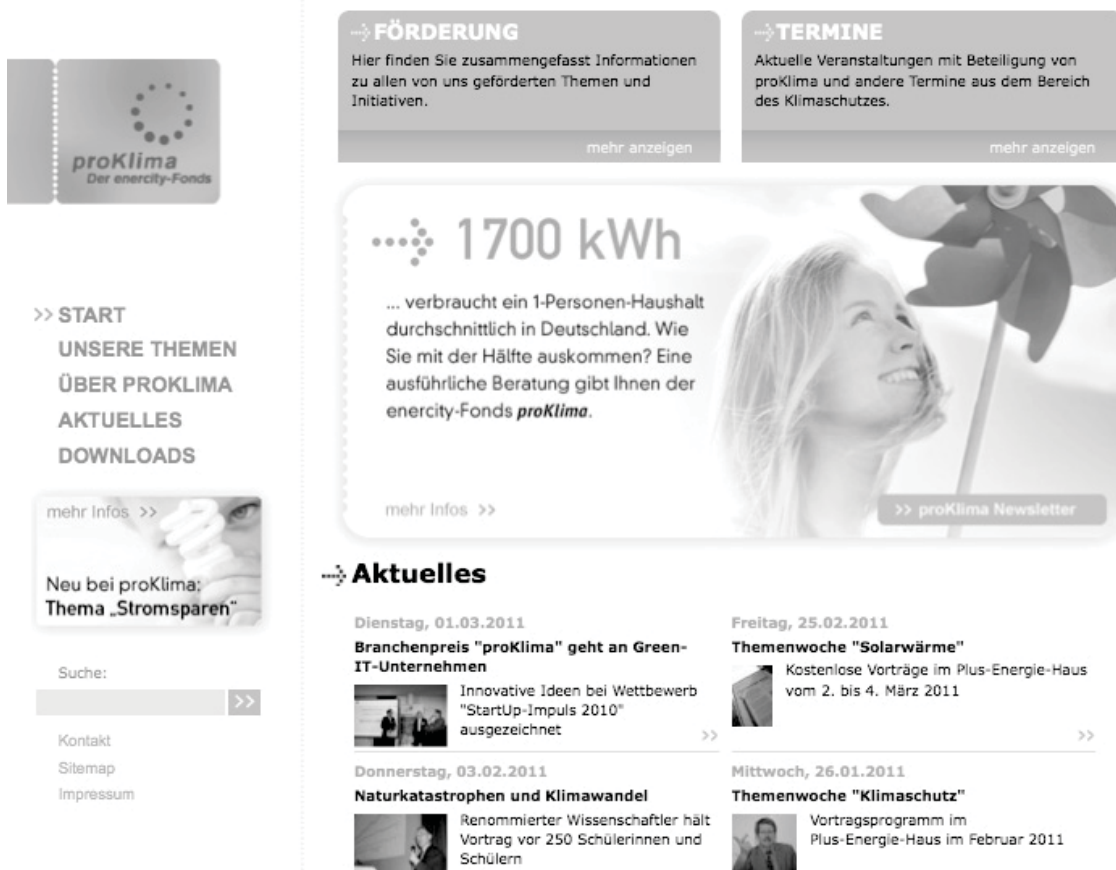 proKlima
Der enercity-Fonds
>> START
UNSERE THEMEN
ÜBER PROKLIMA
AKTUELLES
DOWNLOADS
mehr Infos >>
Neu bei proKlima:
Thema „Stromsparen"
Suche:
>>
Kontakt
Sitemap
Impressum
FÖRDERUNG
Hier finden Sie zusammengefasst Informationen
zu allen von uns geförderten Themen und
Initiativen.
mehr anzeigen
TERMINE
Aktuelle Veranstaltungen mit Beteiligung von
proKlima und andere Termine aus dem Bereich
des Klimaschutzes.
mehr anzeigen
1700 kWh
... verbraucht ein 1-Personen-Haushalt
durchschnittlich in Deutschland. Wie
Sie mit der Hälfte auskommen? Eine
ausführliche Beratung gibt Ihnen der
enercity-Fonds proKlima.
mehr Infos >>
>> proKlima Newsletter
Aktuelles
Dienstag, 01.03.2011
Branchenpreis "proKlima" geht an Green-
IT-Unternehmen
Innovative Ideen bei Wettbewerb
"StartUp-Impuls 2010"
ausgezeichnet
>>
Freitag, 25.02.2011
Themenwoche "Solarwärme"
Kostenlose Vorträge im Plus-Energie-Haus
vom 2. bis 4. März 2011
>>
Donnerstag, 03.02.2011
Naturkatastrophen und Klimawandel
Renommierter Wissenschaftler hält
Vortrag vor 250 Schülerinnen und
Schülern
Mittwoch, 26.01.2011
Themenwoche "Klimaschutz"
Vortragsprogramm im
Plus-Energie-Haus im Februar 2011